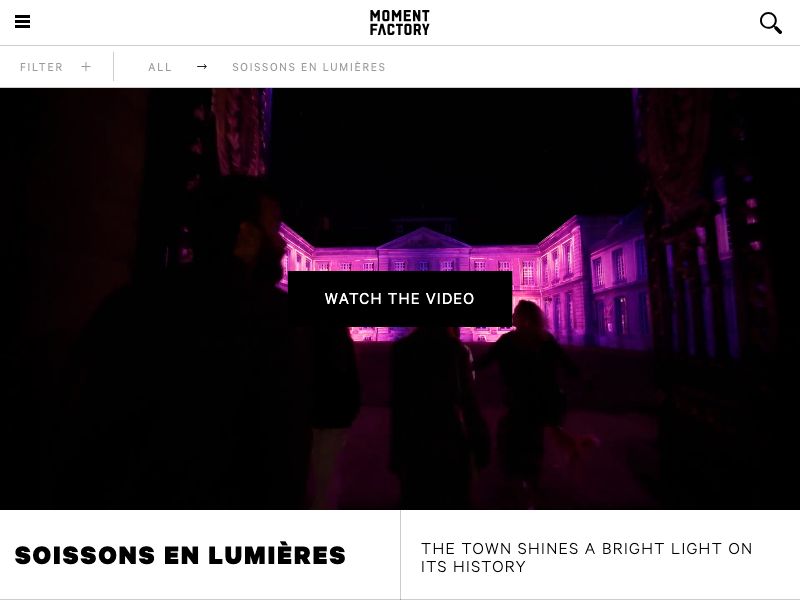 MOMENT
FACTORY
FILTER +
ALL → SOISSONS EN LUMIÈRES
WATCH THE VIDEO
SOISSONS EN LUMIÈRES
THE TOWN SHINES A BRIGHT LIGHT ON
ITS HISTORY